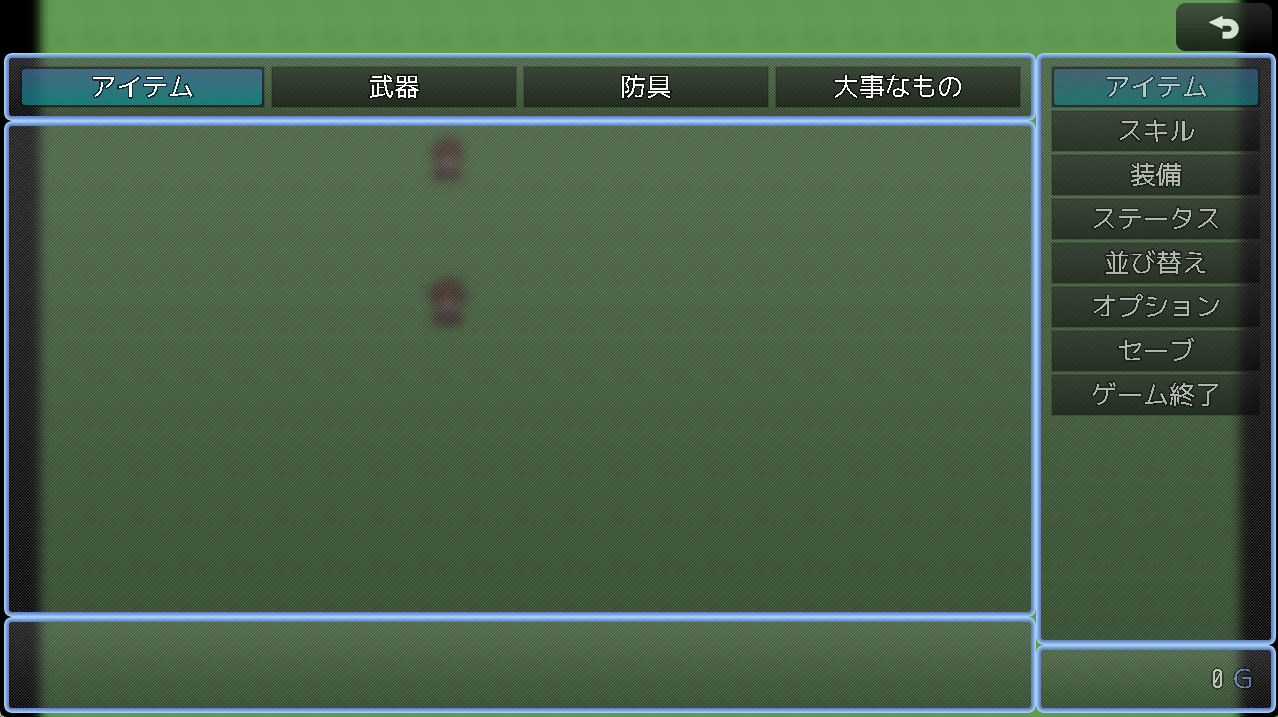 アイテム 武器 防具 大事なもの
アイテム
スキル
装備
ステータス
並び替え
オプション
セーブ
ゲーム終了
0 G